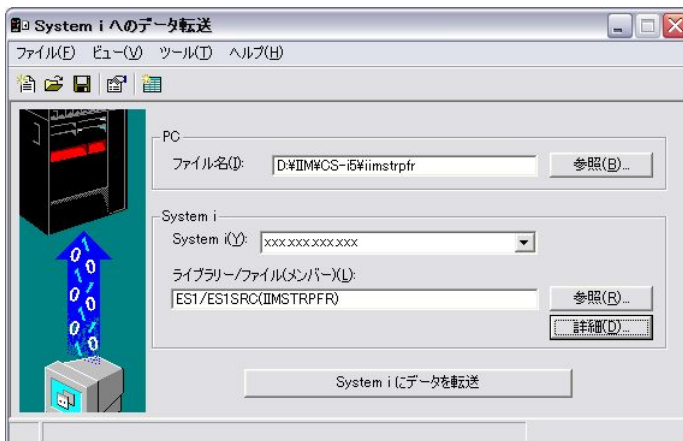 System i へのデータ転送
ファイル(F) ビュー(V) ツール(T) ヘルプ(H)
PC
ファイル名(I): D:¥IIM¥CS-i5¥iimstrpfr 参照(B)...
System i
System i(Y): xxx.xxx.xxx.xxx
ライブラリー/ファイル(メンバー)(L):
ES1/ES1SRC(IIMSTRPFR) 参照(R)...
詳細(D)...
System i にデータを転送